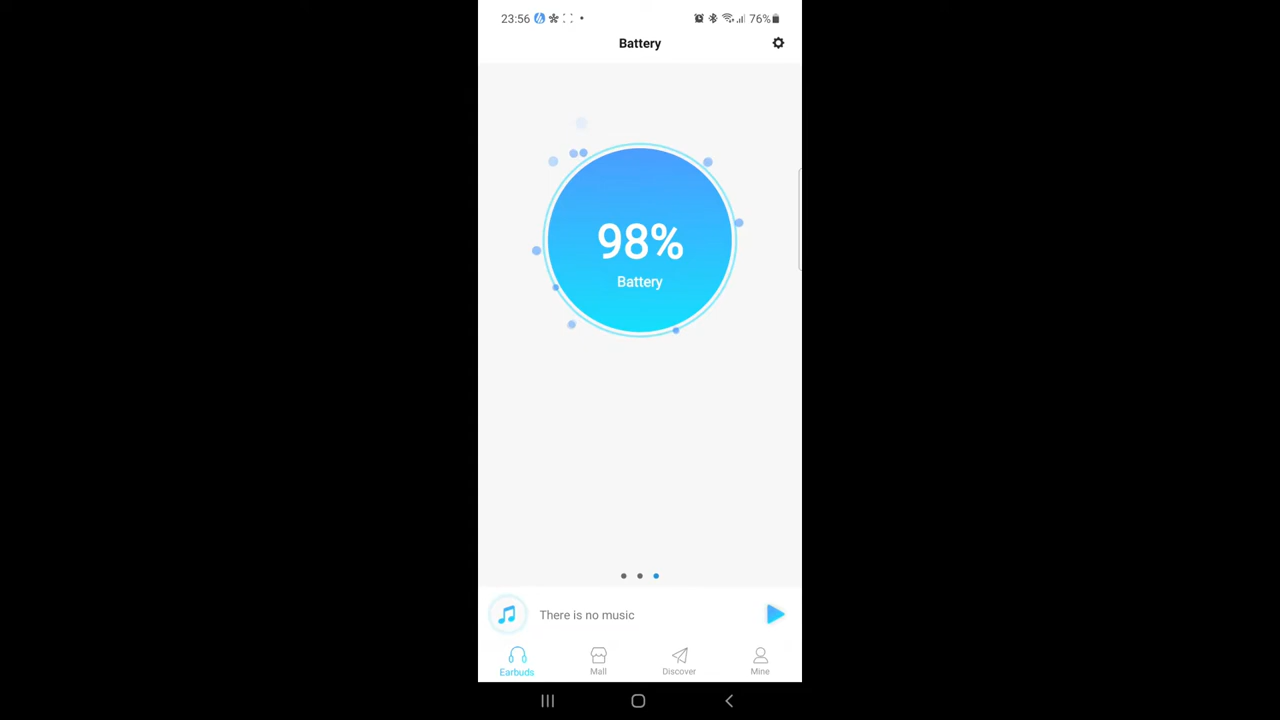 23:56 76%
Battery
98%
Battery
There is no music
Earbuds Mall Discover Mine